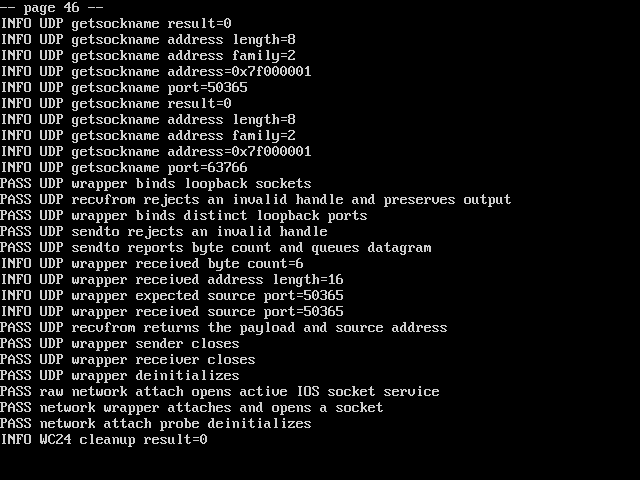 -- page 46 --
INFO UDP getsockname result=0
INFO UDP getsockname address length=8
INFO UDP getsockname address family=2
INFO UDP getsockname address=0x7f000001
INFO UDP getsockname port=50365
INFO UDP getsockname result=0
INFO UDP getsockname address length=8
INFO UDP getsockname address family=2
INFO UDP getsockname address=0x7f000001
INFO UDP getsockname port=63766
PASS UDP wrapper binds loopback sockets
PASS UDP recvfrom rejects an invalid handle and preserves output
PASS UDP wrapper binds distinct loopback ports
PASS UDP sendto rejects an invalid handle
PASS UDP sendto reports byte count and queues datagram
INFO UDP wrapper received byte count=6
INFO UDP wrapper received address length=16
INFO UDP wrapper expected source port=50365
INFO UDP wrapper received source port=50365
PASS UDP recvfrom returns the payload and source address
PASS UDP wrapper sender closes
PASS UDP wrapper receiver closes
PASS UDP wrapper deinitializes
PASS raw network attach opens active IOS socket service
PASS network wrapper attaches and opens a socket
PASS network attach probe deinitializes
INFO WC24 cleanup result=0